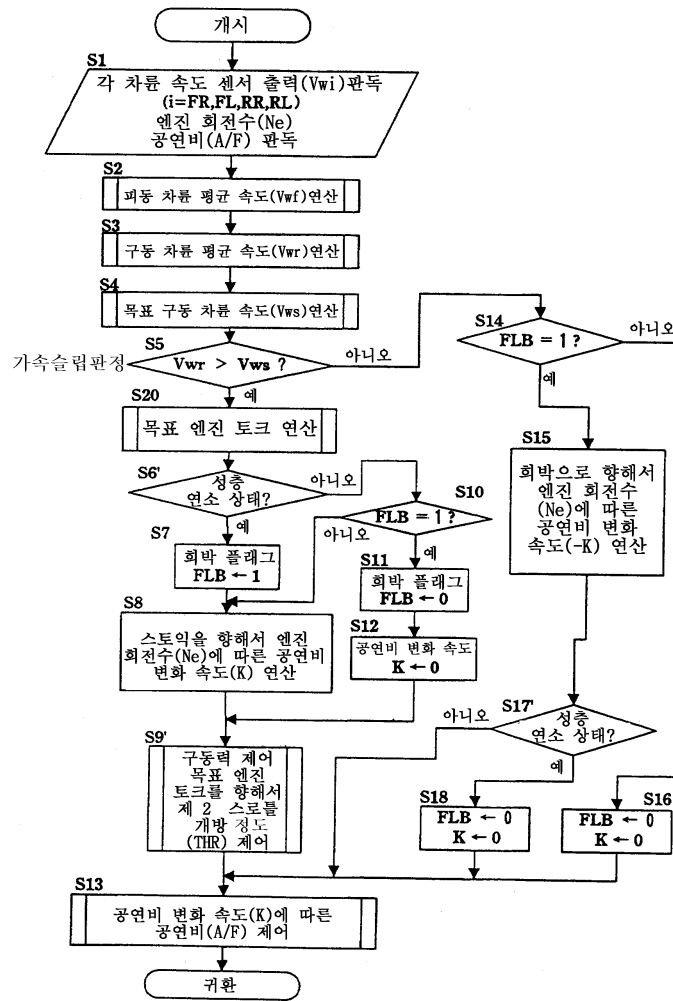 개시
S1
각 차륜 속도 센서 출력(Vwi)판독
(i=FR,FL,RR,RL)
엔진 회전수(Ne)
공연비(A/F) 판독
S2
피동 차륜 평균 속도(Vwf)연산
S3
구동 차륜 평균 속도(Vwr)연산
S4
목표 구동 차륜 속도(Vws)연산
S5
가속슬립판정
Vwr > Vws ?
아니오
예
S14
FLB = 1 ?
아니오
예
S20
목표 엔진 토크 연산
S6'
성층
연소 상태?
아니오
예
S10
FLB = 1 ?
아니오
예
S7
희박 플래그
FLB ← 1
S11
희박 플래그
FLB ← 0
S15
희박으로 향해서
엔진 회전수
(Ne)에 따른
공연비 변화
속도(-K) 연산
S8
스토익을 향해서 엔진
회전수(Ne)에 따른 공연비
변화 속도(K) 연산
S12
공연비 변화 속도
K ← 0
S17'
성층
연소 상태?
아니오
예
S9'
구동력 제어
목표 엔진
토크를 향해서
제 2 스로틀
개방 정도
(THR) 제어
S18
FLB ← 0
K ← 0
S16
FLB ← 0
K ← 0
S13
공연비 변화 속도(K)에 따른
공연비(A/F) 제어
귀환